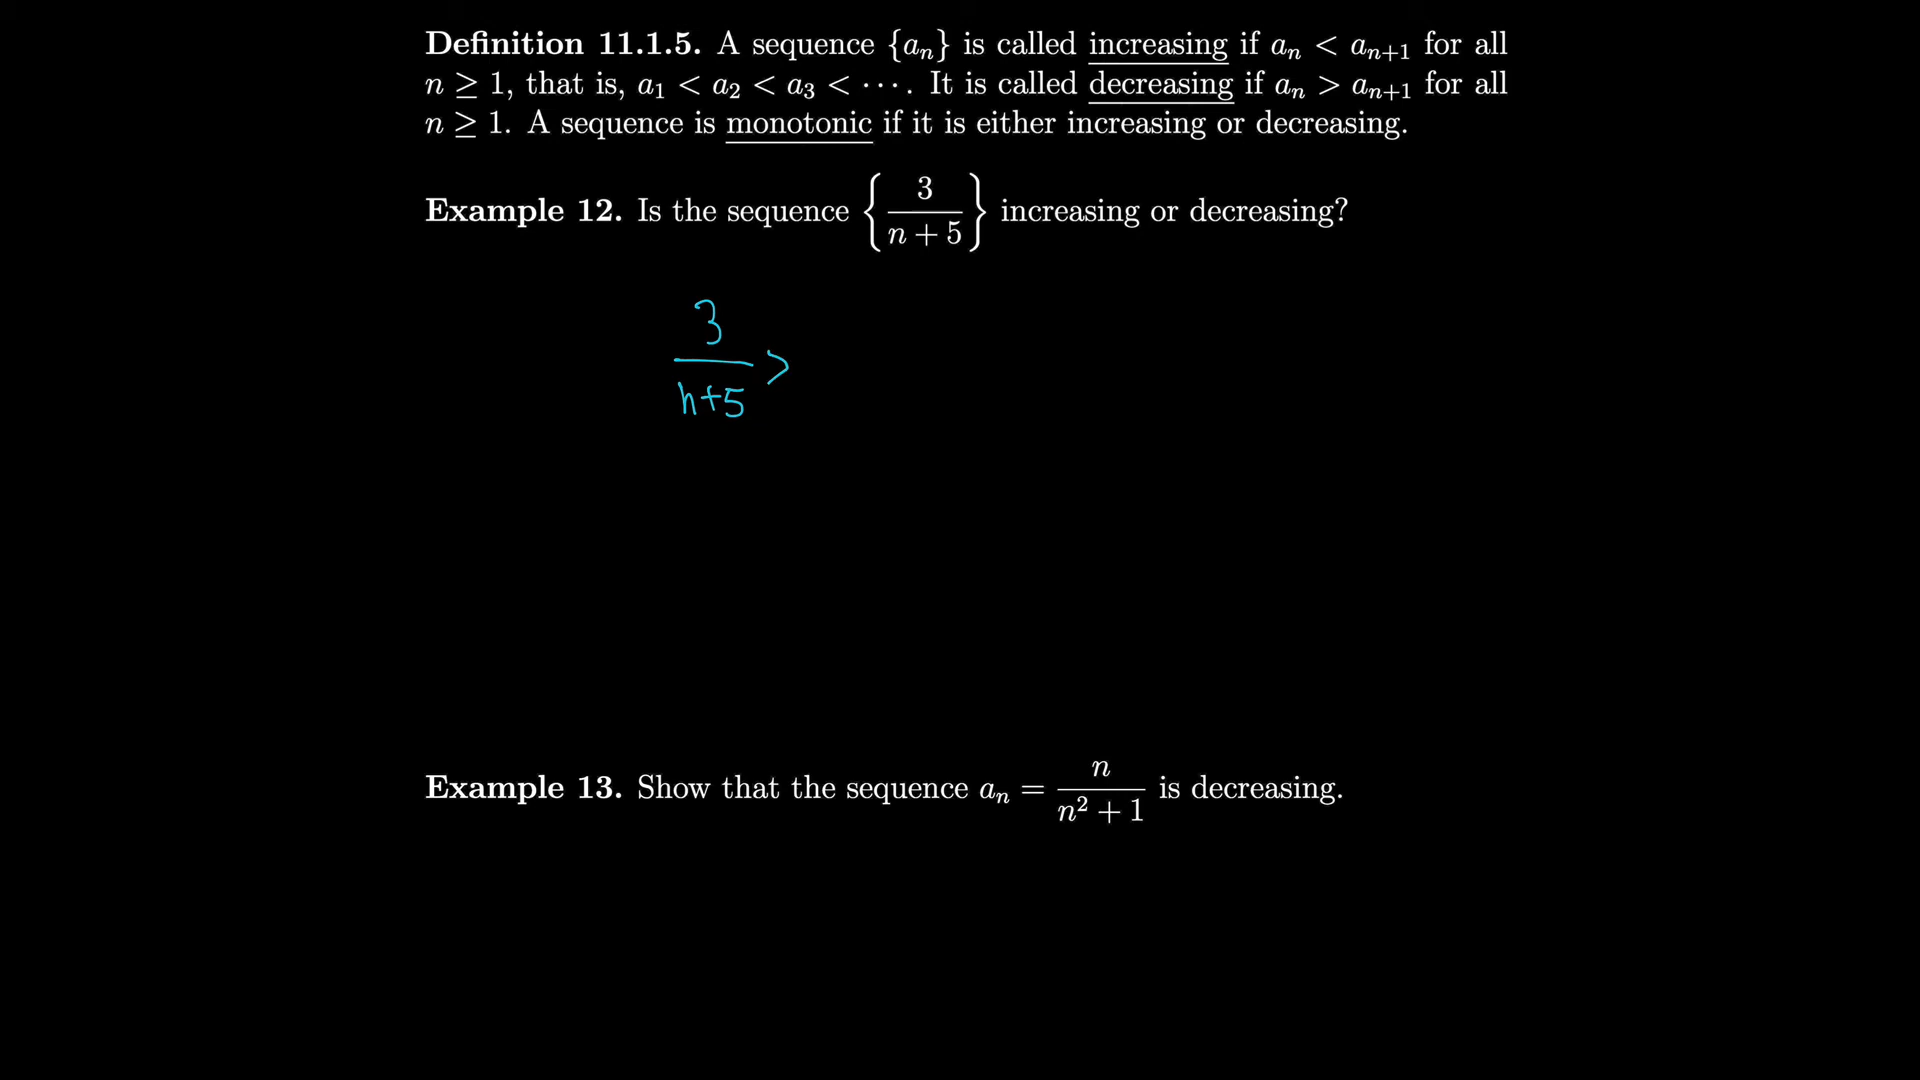 Definition 11.1.5. A sequence {aₙ} is called increasing if aₙ < aₙ₊₁ for all
n ≥ 1, that is, a₁ < a₂ < a₃ < ⋯. It is called decreasing if aₙ > aₙ₊₁ for all
n ≥ 1. A sequence is monotonic if it is either increasing or decreasing.
Example 12. Is the sequence {3/(n + 5)} increasing or decreasing?
3/(n+5) >
Example 13. Show that the sequence aₙ = n/(n² + 1) is decreasing.